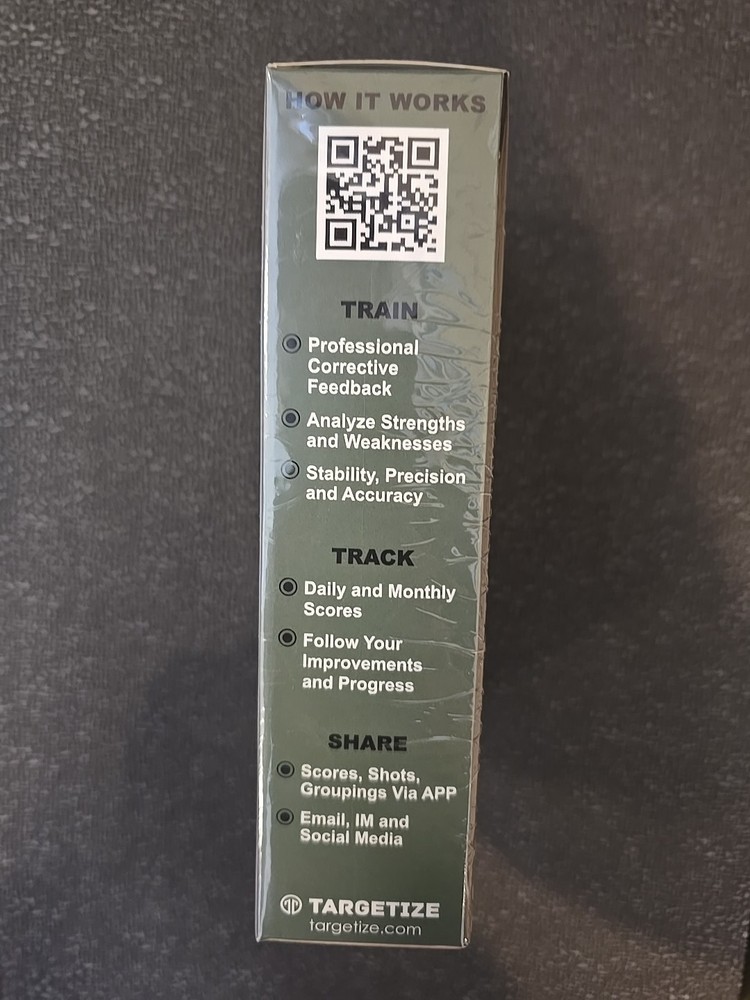 HOW IT WORKS
TRAIN
Professional
Corrective
Feedback
Analyze Strengths
and Weaknesses
Stability, Precision
and Accuracy
TRACK
Daily and Monthly
Scores
Follow Your
Improvements
and Progress
SHARE
Scores, Shots,
Groupings Via APP
Email, IM and
Social Media
TARGETIZE
targetize.com